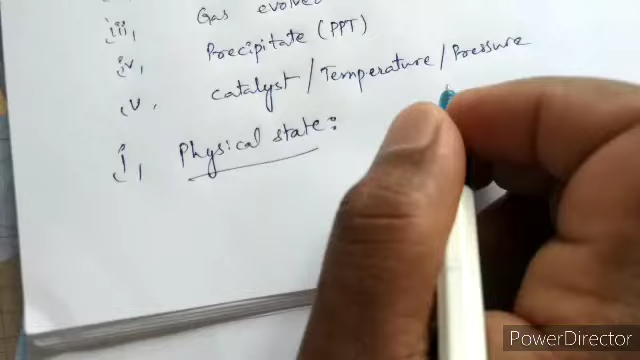 iii, Gas evolved
iv, Precipitate (PPT)
v, Catalyst / Temperature / Pressure
i, Physical state:
PowerDirector